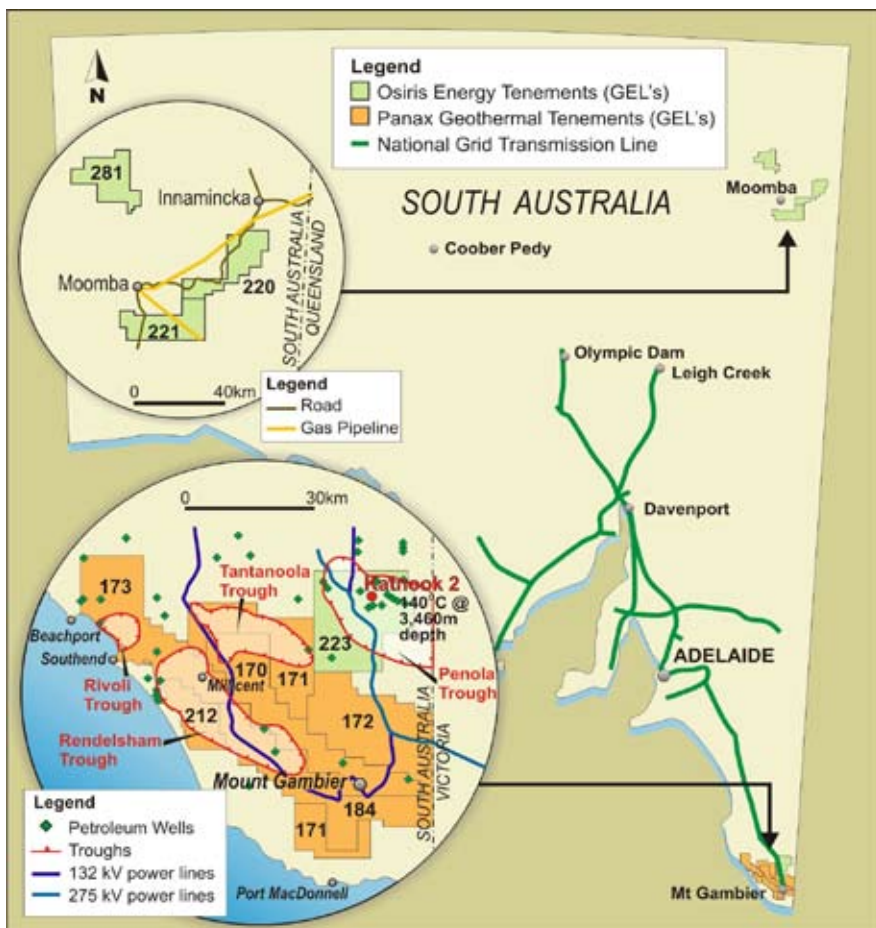 N
Legend
Osiris Energy Tenements (GEL's)
Panax Geothermal Tenements (GEL's)
National Grid Transmission Line
SOUTH AUSTRALIA
Moomba
Coober Pedy
281
Innamincka
Moomba
220
221
SOUTH AUSTRALIA
QUEENSLAND
0 40km
Legend
Road
Gas Pipeline
Olympic Dam
Leigh Creek
Davenport
ADELAIDE
Mt Gambier
0 30km
173
Tantanoola
Trough
Katnook 2
140°C @
3,460m
depth
Beachport
Southend
223
Rivoli
Trough
170
Millicent
171
Penola
Trough
212
172
Rendelsham
Trough
Mount Gambier
184
171
SOUTH AUSTRALIA
VICTORIA
Port MacDonnell
Legend
Petroleum Wells
Troughs
132 kV power lines
275 kV power lines